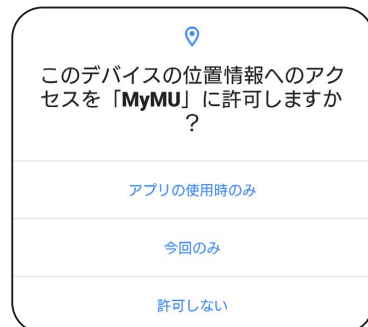 このデバイスの位置情報へのアク
セスを「MyMU」に許可しますか
?
アプリの使用時のみ
今回のみ
許可しない